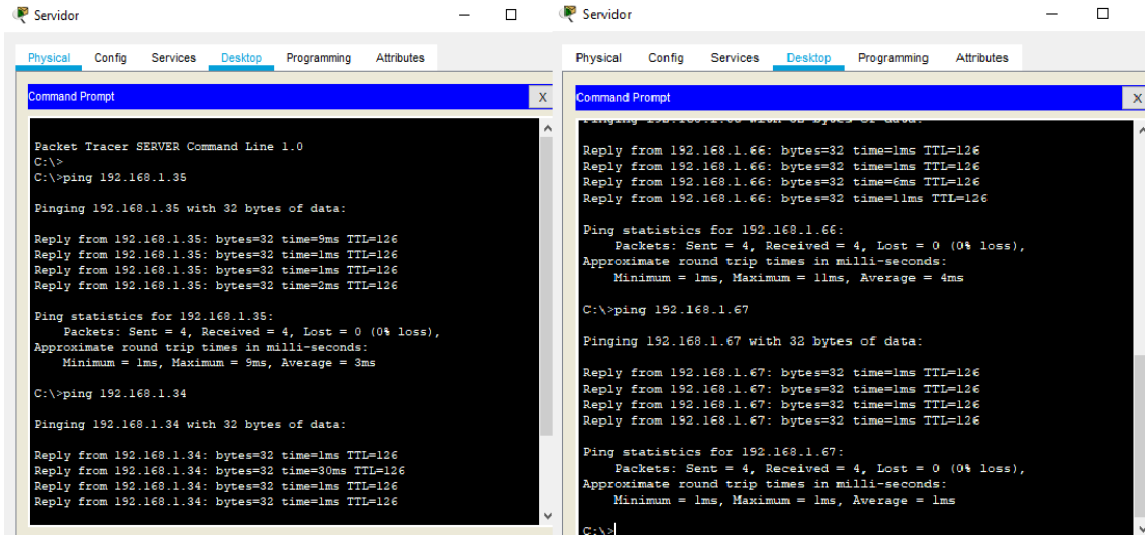 Servidor
Physical Config Services Desktop Programming Attributes
Command Prompt X
Packet Tracer SERVER Command Line 1.0
C:\>
C:\>ping 192.168.1.35
Pinging 192.168.1.35 with 32 bytes of data:
Reply from 192.168.1.35: bytes=32 time=9ms TTL=126
Reply from 192.168.1.35: bytes=32 time=1ms TTL=126
Reply from 192.168.1.35: bytes=32 time=1ms TTL=126
Reply from 192.168.1.35: bytes=32 time=2ms TTL=126
Ping statistics for 192.168.1.35:
Packets: Sent = 4, Received = 4, Lost = 0 (0% loss),
Approximate round trip times in milli-seconds:
Minimum = 1ms, Maximum = 9ms, Average = 3ms
C:\>ping 192.168.1.34
Pinging 192.168.1.34 with 32 bytes of data:
Reply from 192.168.1.34: bytes=32 time=1ms TTL=126
Reply from 192.168.1.34: bytes=32 time=30ms TTL=126
Reply from 192.168.1.34: bytes=32 time=1ms TTL=126
Reply from 192.168.1.34: bytes=32 time=1ms TTL=126
Servidor
Physical Config Services Desktop Programming Attributes
Command Prompt X
Pinging 192.168.1.66 with 32 bytes of data:
Reply from 192.168.1.66: bytes=32 time=1ms TTL=126
Reply from 192.168.1.66: bytes=32 time=1ms TTL=126
Reply from 192.168.1.66: bytes=32 time=6ms TTL=126
Reply from 192.168.1.66: bytes=32 time=11ms TTL=126
Ping statistics for 192.168.1.66:
Packets: Sent = 4, Received = 4, Lost = 0 (0% loss),
Approximate round trip times in milli-seconds:
Minimum = 1ms, Maximum = 11ms, Average = 4ms
C:\>ping 192.168.1.67
Pinging 192.168.1.67 with 32 bytes of data:
Reply from 192.168.1.67: bytes=32 time=1ms TTL=126
Reply from 192.168.1.67: bytes=32 time=1ms TTL=126
Reply from 192.168.1.67: bytes=32 time=1ms TTL=126
Reply from 192.168.1.67: bytes=32 time=1ms TTL=126
Ping statistics for 192.168.1.67:
Packets: Sent = 4, Received = 4, Lost = 0 (0% loss),
Approximate round trip times in milli-seconds:
Minimum = 1ms, Maximum = 1ms, Average = 1ms
C:\>